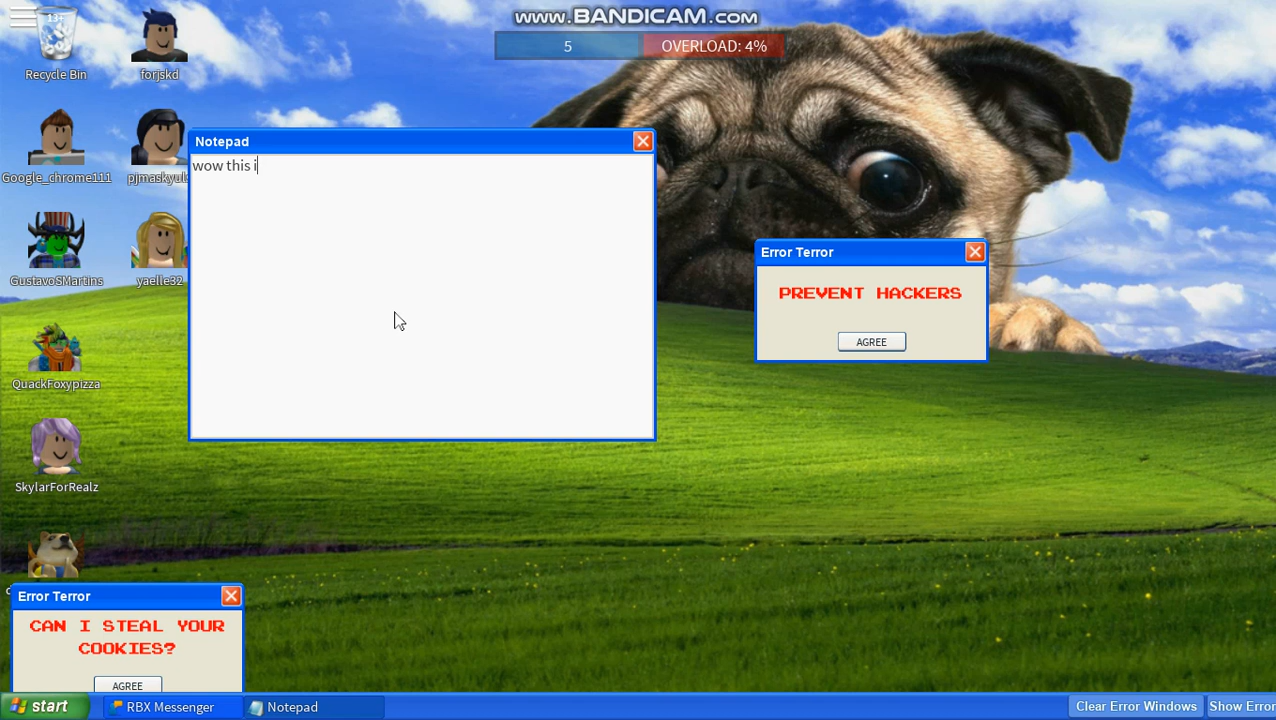 www.BANDICAM.com
13+
5
OVERLOAD: 4%
Recycle Bin
forjskd
Google_chrome111
pjmaskyul
GustavoSMartins
yaelle32
QuackFoxypizza
SkylarForRealz
Notepad
wow this i
Error Terror
PREVENT HACKERS
AGREE
Error Terror
CAN I STEAL YOUR
COOKIES?
AGREE
start
RBX Messenger
Notepad
Clear Error Windows
Show Error